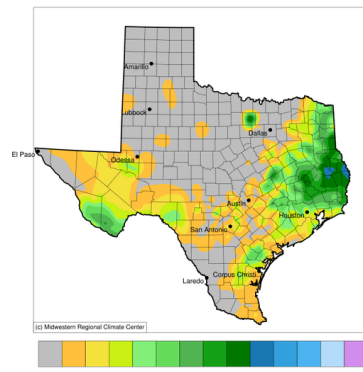 Amarillo
Lubbock
Dallas
El Paso
Odessa
Austin
Houston
San Antonio
Corpus Christi
Laredo
(c) Midwestern Regional Climate Center